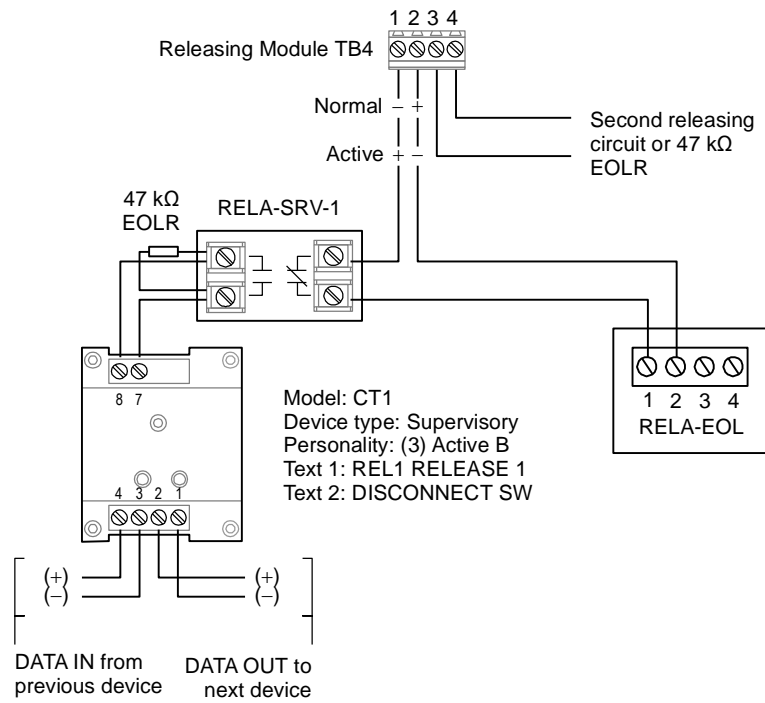 1 2 3 4
Releasing Module TB4
Normal − +
Active + −
Second releasing
circuit or 47 kΩ
EOLR
47 kΩ
EOLR
RELA-SRV-1
8 7
Model: CT1
Device type: Supervisory
Personality: (3) Active B
Text 1: REL1 RELEASE 1
Text 2: DISCONNECT SW
1 2 3 4
RELA-EOL
4 3 2 1
(+) (+)
(−) (−)
DATA IN from
previous device
DATA OUT to
next device